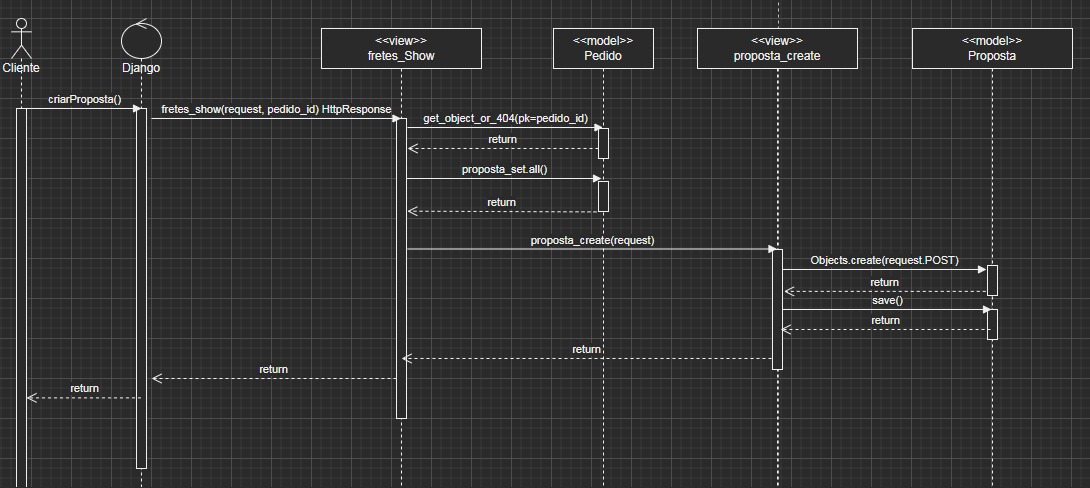 <<view>>
fretes_Show
<<model>>
Pedido
<<view>>
proposta_create
<<model>>
Proposta
Cliente
Django
criarProposta()
fretes_show(request, pedido_id) HttpResponse
get_object_or_404(pk=pedido_id)
return
proposta_set.all()
return
proposta_create(request)
Objects.create(request.POST)
return
save()
return
return
return
return